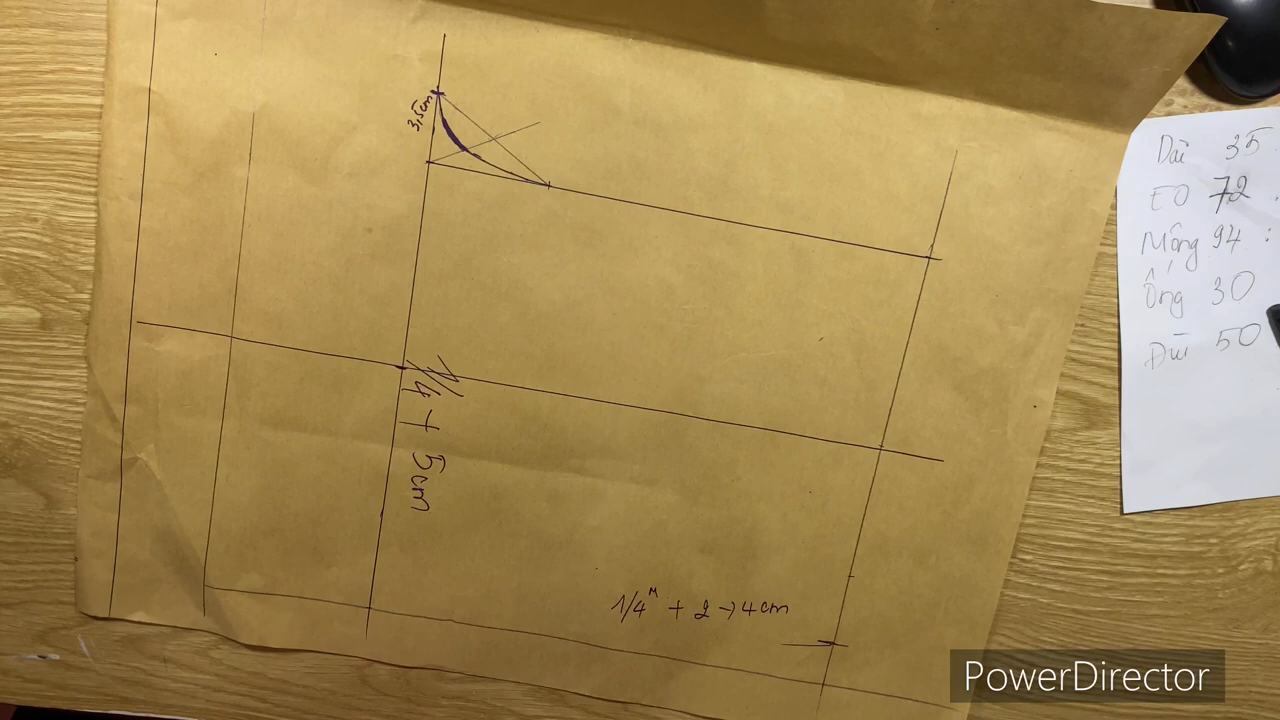 3,5cm
1/4 + 5cm
1/4ᴹ + 2 → 4cm
Dài 35
EO 72
Mông 94 :
Ống 30
Đùi 50
PowerDirector